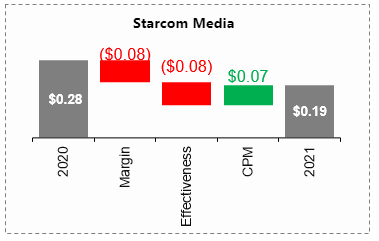 Starcom Media
($0.08)
($0.08)
$0.07
$0.28
$0.19
2020
Margin
Effectiveness
CPM
2021